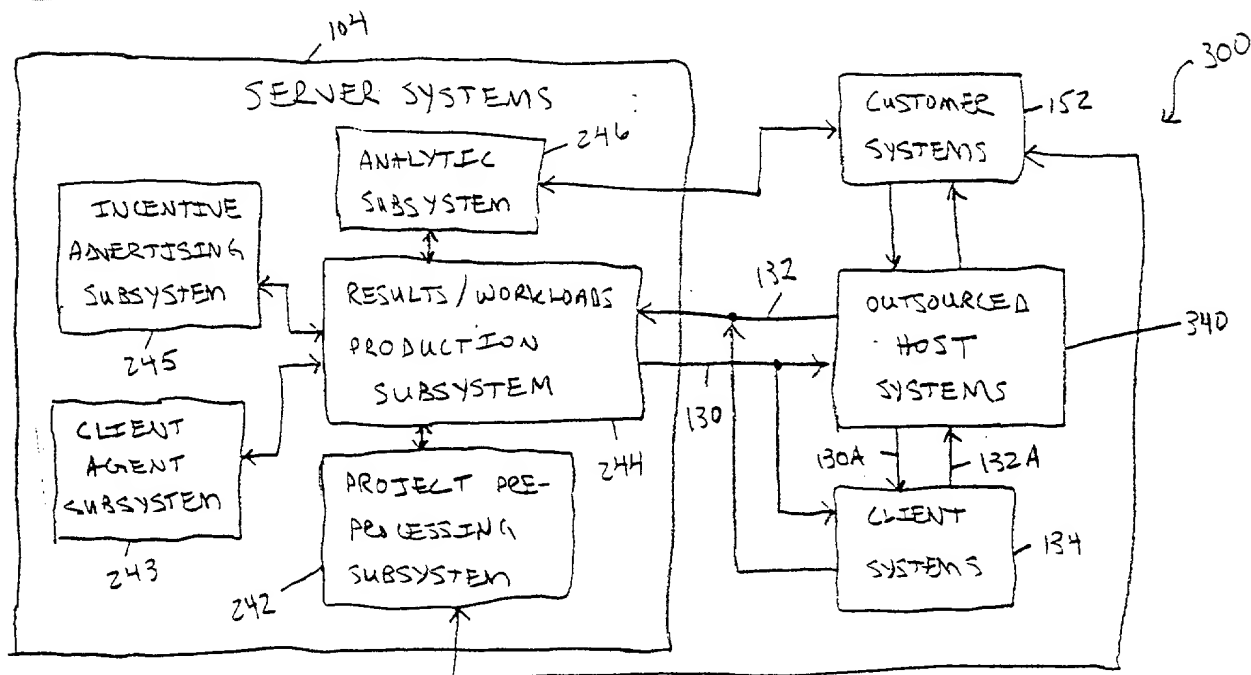 104
300
SERVER SYSTEMS
CUSTOMER
SYSTEMS
152
246
ANALYTIC
SUBSYSTEM
INCENTIVE
ADVERTISING
SUBSYSTEM
245
RESULTS/WORKLOADS
PRODUCTION
SUBSYSTEM
132
130
244
OUTSOURCED
HOST
SYSTEMS
340
CLIENT
AGENT
SUBSYSTEM
243
PROJECT PRE-
PROCESSING
SUBSYSTEM
242
130A
132A
CLIENT
SYSTEMS
134